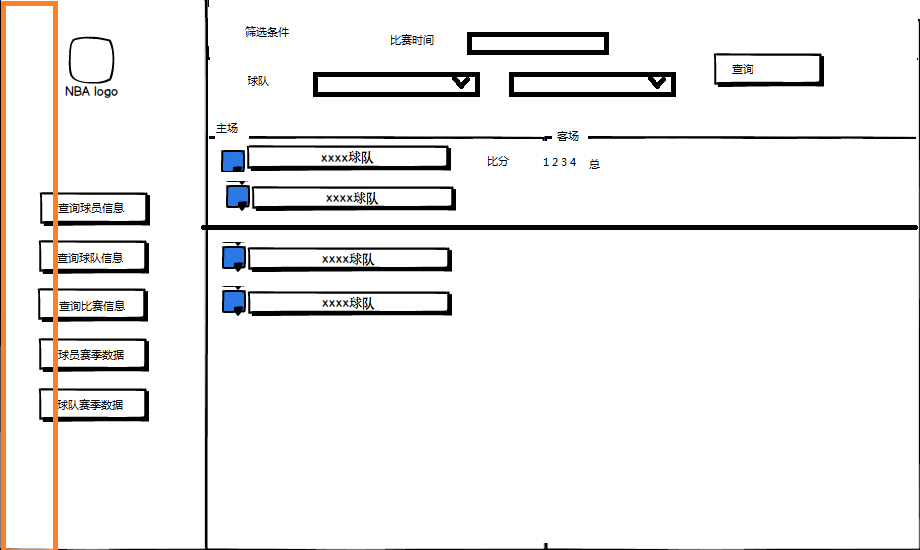 NBA logo
查询球员信息
查询球队信息
查询比赛信息
球员赛季数据
球队赛季数据
筛选条件
比赛时间
球队
查询
主场
客场
xxxx球队
比分 1 2 3 4 总
xxxx球队
xxxx球队
xxxx球队